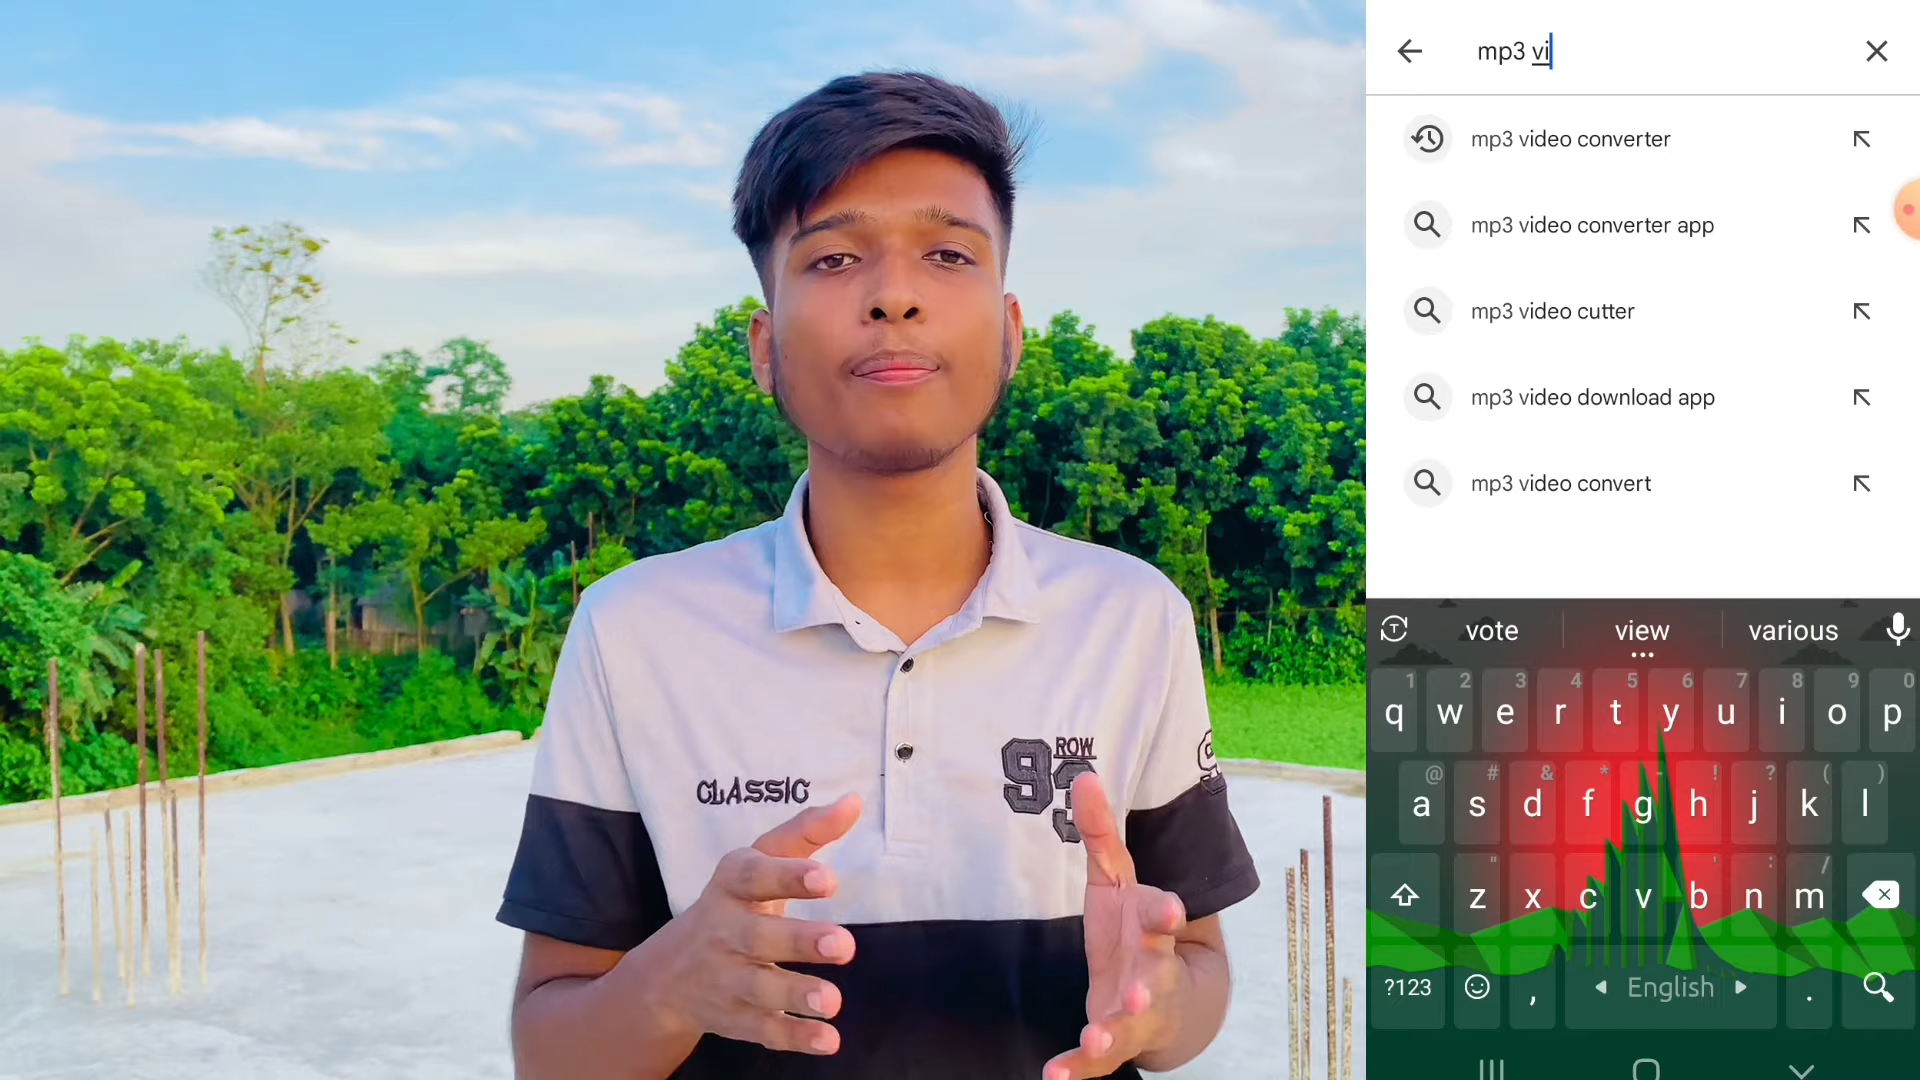 mp3 vi
mp3 video converter
mp3 video converter app
mp3 video cutter
mp3 video download app
mp3 video convert
vote view various
1 2 3 4 5 6 7 8 9 0
q w e r t y u i o p
@ # & * - ! ? ( )
a s d f g h j k l
" ' : /
z x c v b n m
?123 , English .
ROW
93
CLASSIC
9